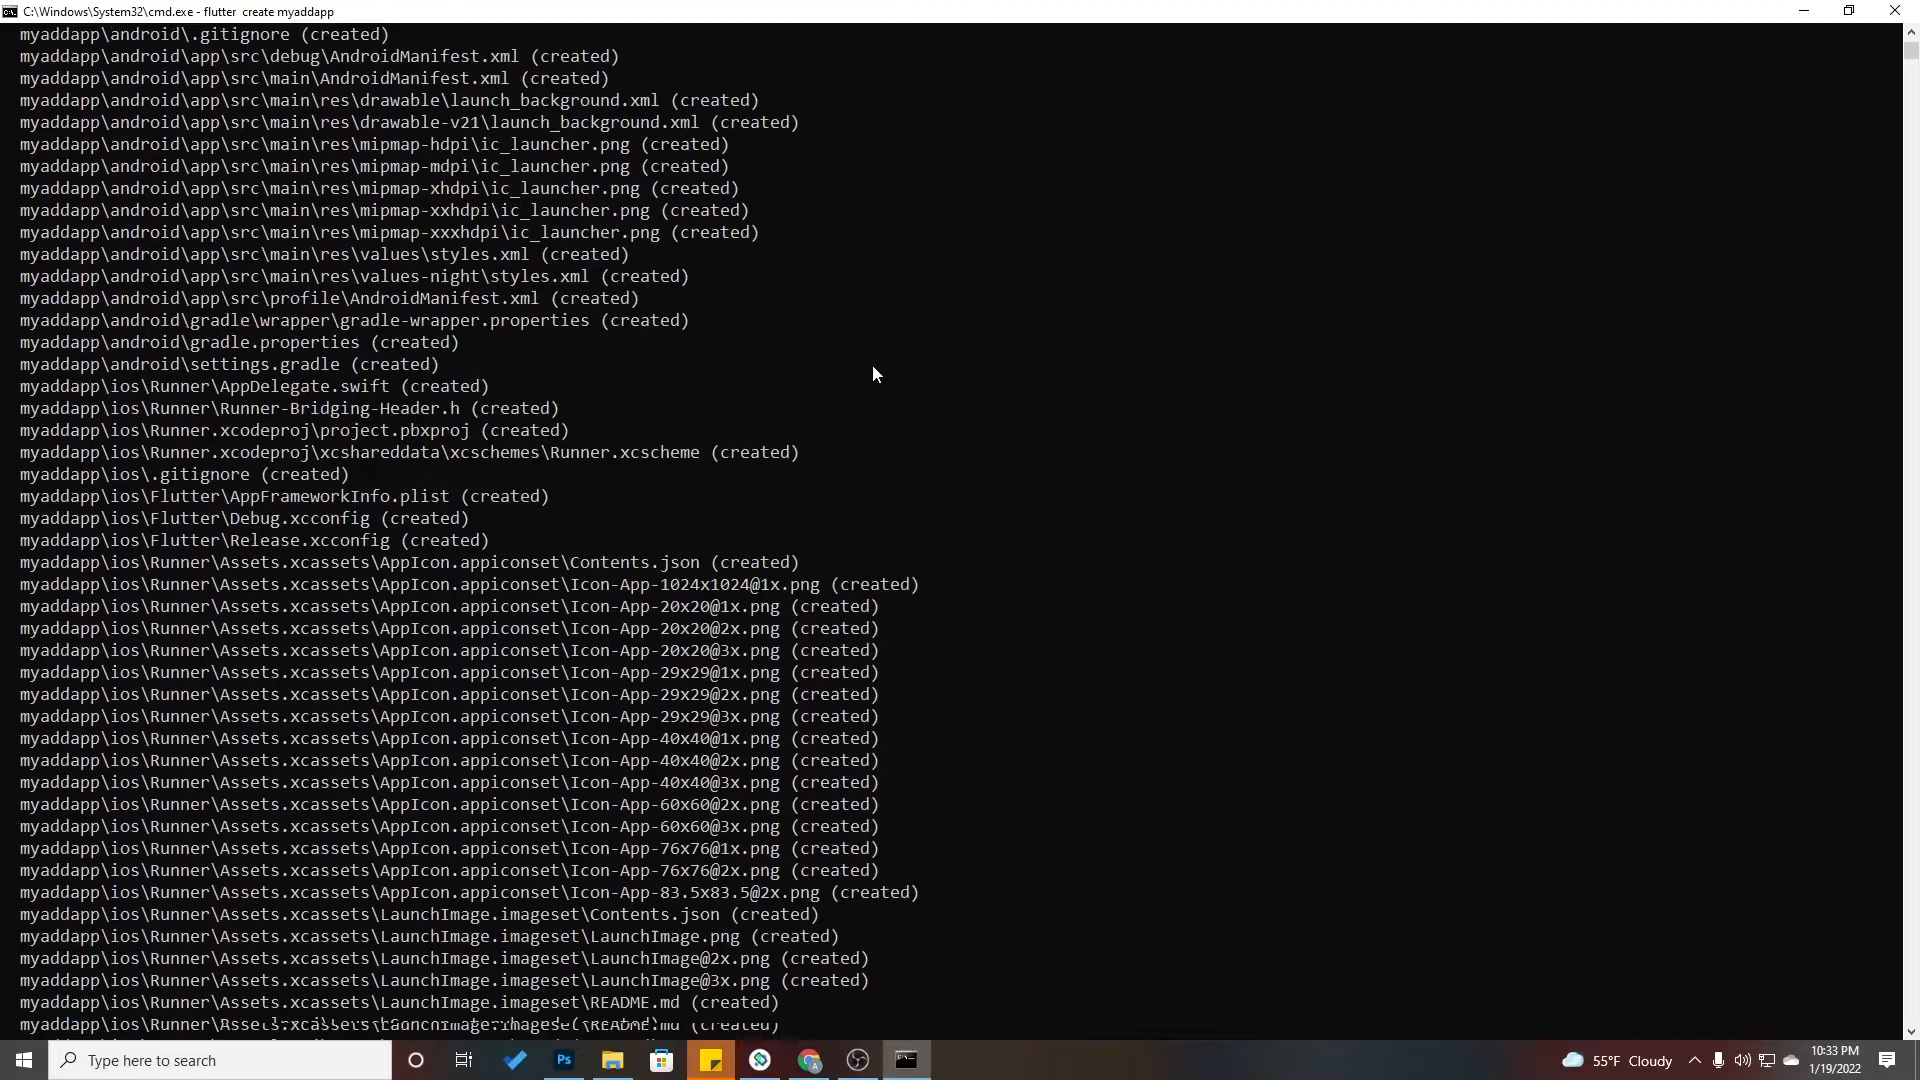 C:\Windows\System32\cmd.exe - flutter  create myaddapp
myaddapp\android\.gitignore (created)
myaddapp\android\app\src\debug\AndroidManifest.xml (created)
myaddapp\android\app\src\main\AndroidManifest.xml (created)
myaddapp\android\app\src\main\res\drawable\launch_background.xml (created)
myaddapp\android\app\src\main\res\drawable-v21\launch_background.xml (created)
myaddapp\android\app\src\main\res\mipmap-hdpi\ic_launcher.png (created)
myaddapp\android\app\src\main\res\mipmap-mdpi\ic_launcher.png (created)
myaddapp\android\app\src\main\res\mipmap-xhdpi\ic_launcher.png (created)
myaddapp\android\app\src\main\res\mipmap-xxhdpi\ic_launcher.png (created)
myaddapp\android\app\src\main\res\mipmap-xxxhdpi\ic_launcher.png (created)
myaddapp\android\app\src\main\res\values\styles.xml (created)
myaddapp\android\app\src\main\res\values-night\styles.xml (created)
myaddapp\android\app\src\profile\AndroidManifest.xml (created)
myaddapp\android\gradle\wrapper\gradle-wrapper.properties (created)
myaddapp\android\gradle.properties (created)
myaddapp\android\settings.gradle (created)
myaddapp\ios\Runner\AppDelegate.swift (created)
myaddapp\ios\Runner\Runner-Bridging-Header.h (created)
myaddapp\ios\Runner.xcodeproj\project.pbxproj (created)
myaddapp\ios\Runner.xcodeproj\xcshareddata\xcschemes\Runner.xcscheme (created)
myaddapp\ios\.gitignore (created)
myaddapp\ios\Flutter\AppFrameworkInfo.plist (created)
myaddapp\ios\Flutter\Debug.xcconfig (created)
myaddapp\ios\Flutter\Release.xcconfig (created)
myaddapp\ios\Runner\Assets.xcassets\AppIcon.appiconset\Contents.json (created)
myaddapp\ios\Runner\Assets.xcassets\AppIcon.appiconset\Icon-App-1024x1024@1x.png (created)
myaddapp\ios\Runner\Assets.xcassets\AppIcon.appiconset\Icon-App-20x20@1x.png (created)
myaddapp\ios\Runner\Assets.xcassets\AppIcon.appiconset\Icon-App-20x20@2x.png (created)
myaddapp\ios\Runner\Assets.xcassets\AppIcon.appiconset\Icon-App-20x20@3x.png (created)
myaddapp\ios\Runner\Assets.xcassets\AppIcon.appiconset\Icon-App-29x29@1x.png (created)
myaddapp\ios\Runner\Assets.xcassets\AppIcon.appiconset\Icon-App-29x29@2x.png (created)
myaddapp\ios\Runner\Assets.xcassets\AppIcon.appiconset\Icon-App-29x29@3x.png (created)
myaddapp\ios\Runner\Assets.xcassets\AppIcon.appiconset\Icon-App-40x40@1x.png (created)
myaddapp\ios\Runner\Assets.xcassets\AppIcon.appiconset\Icon-App-40x40@2x.png (created)
myaddapp\ios\Runner\Assets.xcassets\AppIcon.appiconset\Icon-App-40x40@3x.png (created)
myaddapp\ios\Runner\Assets.xcassets\AppIcon.appiconset\Icon-App-60x60@2x.png (created)
myaddapp\ios\Runner\Assets.xcassets\AppIcon.appiconset\Icon-App-60x60@3x.png (created)
myaddapp\ios\Runner\Assets.xcassets\AppIcon.appiconset\Icon-App-76x76@1x.png (created)
myaddapp\ios\Runner\Assets.xcassets\AppIcon.appiconset\Icon-App-76x76@2x.png (created)
myaddapp\ios\Runner\Assets.xcassets\AppIcon.appiconset\Icon-App-83.5x83.5@2x.png (created)
myaddapp\ios\Runner\Assets.xcassets\LaunchImage.imageset\Contents.json (created)
myaddapp\ios\Runner\Assets.xcassets\LaunchImage.imageset\LaunchImage.png (created)
myaddapp\ios\Runner\Assets.xcassets\LaunchImage.imageset\LaunchImage@2x.png (created)
myaddapp\ios\Runner\Assets.xcassets\LaunchImage.imageset\LaunchImage@3x.png (created)
myaddapp\ios\Runner\Assets.xcassets\LaunchImage.imageset\README.md (created)
Type here to search
Ps
A
55°F Cloudy
10:33 PM
1/19/2022